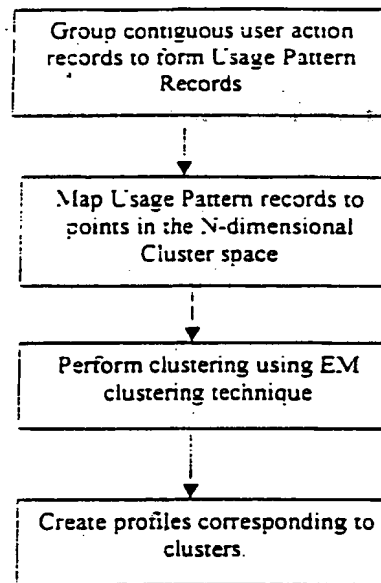 Group contiguous user action
records to form Usage Pattern
Records
Map Usage Pattern records to
points in the N-dimensional
Cluster space
Perform clustering using EM
clustering technique
Create profiles corresponding to
clusters.